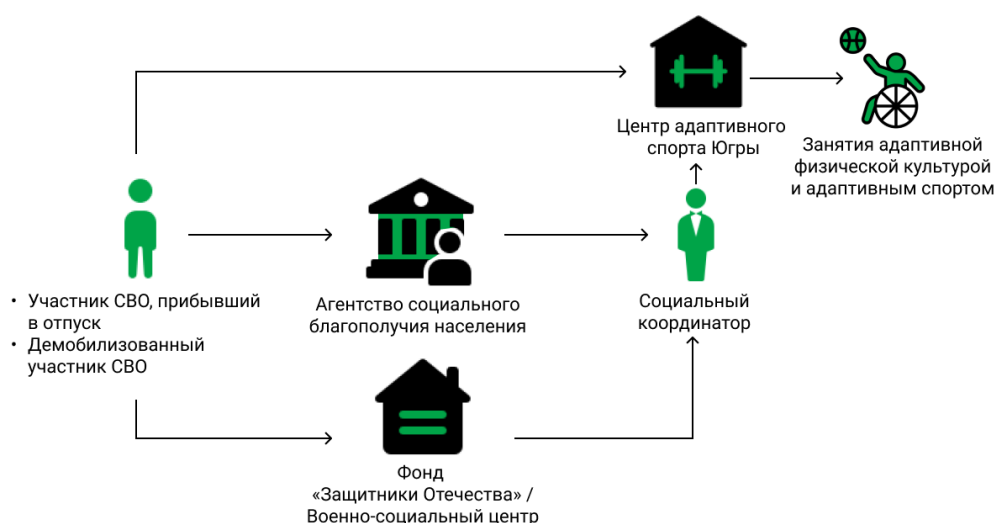 Центр адаптивного
спорта Югры
Занятия адаптивной
физической культурой
и адаптивным спортом
• Участник СВО, прибывший
в отпуск
• Демобилизованный
участник СВО
Агентство социального
благополучия населения
Социальный
координатор
Фонд
«Защитники Отечества» /
Военно-социальный центр